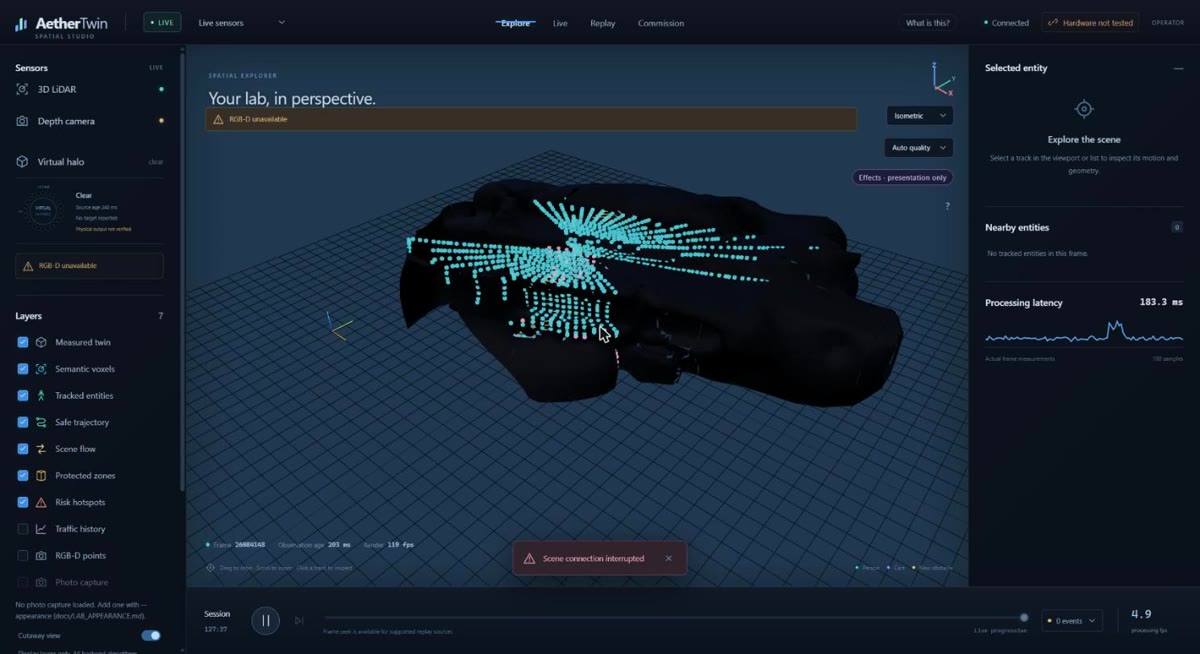 AetherTwin
SPATIAL STUDIO
LIVE
Live sensors
Explore
Live
Replay
Commission
What is this?
Connected
Hardware not tested
OPERATOR
Sensors
LIVE
3D LiDAR
Depth camera
Virtual halo
clear
VIRTUAL
Clear
Source age 248 ms
No target reported
Physical output not verified
RGB-D unavailable
Layers
7
Measured twin
Semantic voxels
Tracked entities
Safe trajectory
Scene flow
Protected zones
Risk hotspots
Traffic history
RGB-D points
Photo capture
No photo capture loaded. Add one with --
appearance (docs/LAB_APPEARANCE.md).
Cutaway view
SPATIAL EXPLORER
Your lab, in perspective.
RGB-D unavailable
Z
Y
X
Isometric
Auto quality
Effects - presentation only
?
Frame 26084148
Observation age 203 ms
Render 119 fps
Drag to orbit
Click a track to inspect
Scene connection interrupted
Person
Cart
Selected entity
Explore the scene
Select a track in the viewport or list to inspect its motion and
geometry.
Nearby entities
0
No tracked entities in this frame.
Processing latency
183.3 ms
Actual frame measurements
180 samples
Session
127:37
Frame seek is available for supported replay sources
Live progressive
0 events
4.9
processing fps